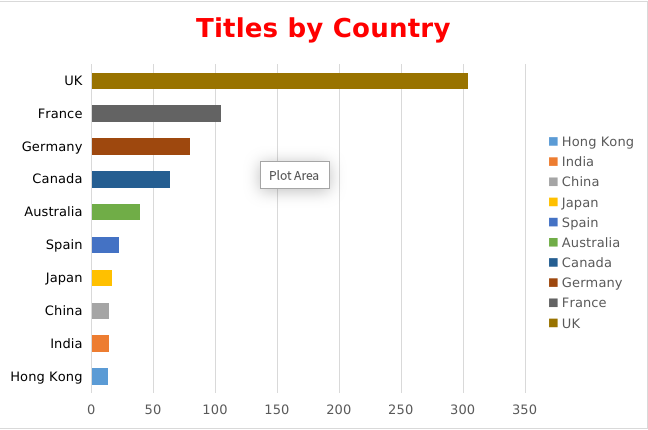 Titles by Country
UK
France
Germany
Canada
Australia
Spain
Japan
China
India
Hong Kong
Plot Area
0 50 100 150 200 250 300 350
Hong Kong
India
China
Japan
Spain
Australia
Canada
Germany
France
UK